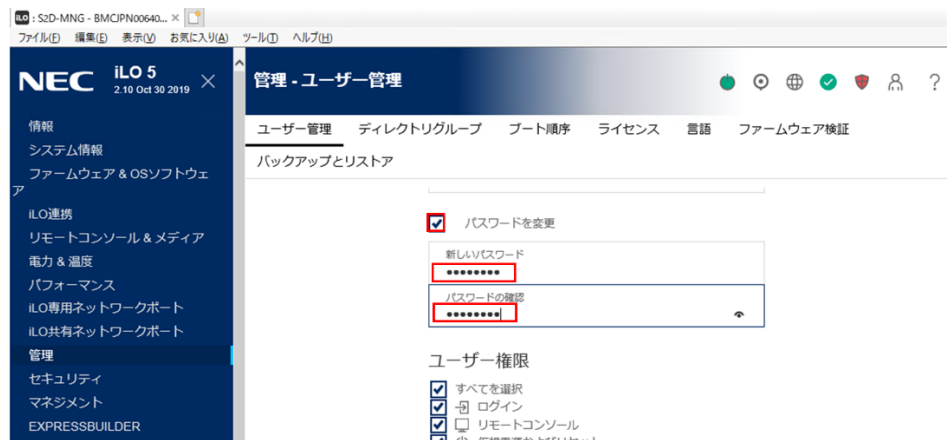 iLO : S2D-MNG - BMCJPN00640... ×
ファイル(F) 編集(E) 表示(V) お気に入り(A) ツール(T) ヘルプ(H)
NEC iLO 5
2.10 Oct 30 2019
管理 - ユーザー管理
?
情報
システム情報
ファームウェア & OSソフトウェ
ア
iLO連携
リモートコンソール & メディア
電力 & 温度
パフォーマンス
iLO専用ネットワークポート
iLO共有ネットワークポート
管理
セキュリティ
マネジメント
EXPRESSBUILDER
ユーザー管理 ディレクトリグループ ブート順序 ライセンス 言語 ファームウェア検証
バックアップとリストア
パスワードを変更
新しいパスワード
••••••••
パスワードの確認
••••••••
ユーザー権限
すべてを選択
ログイン
リモートコンソール